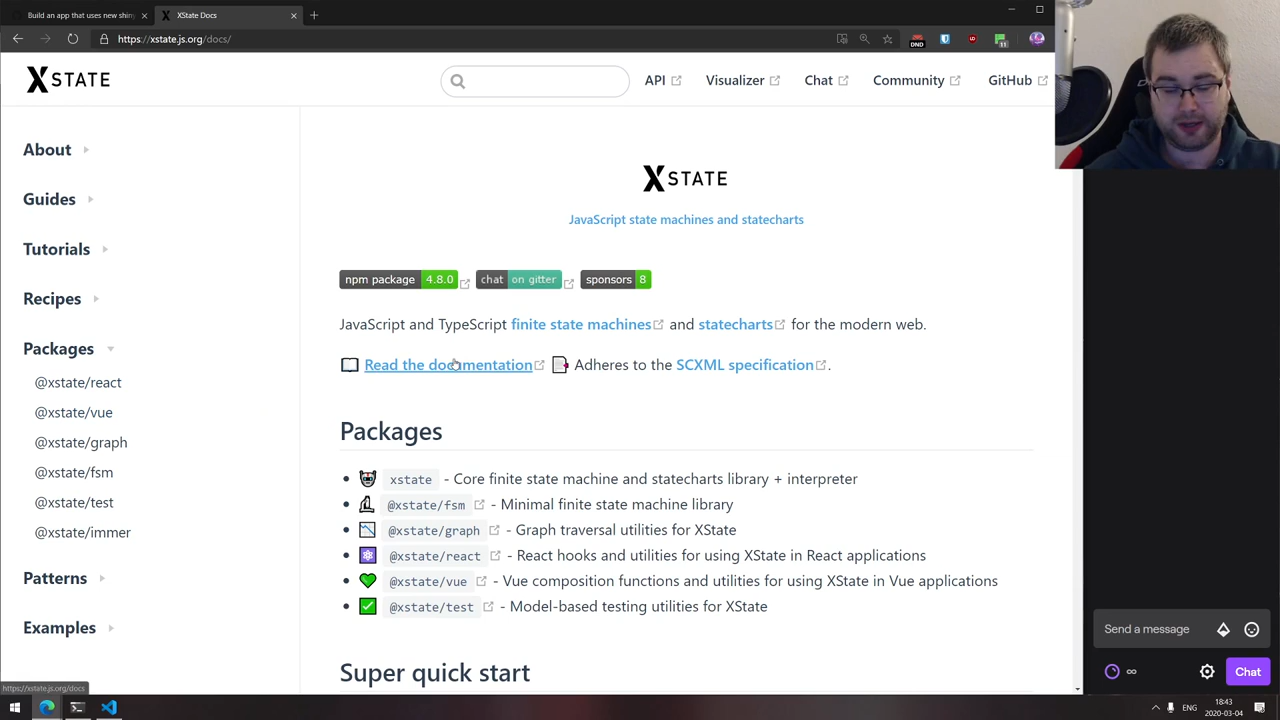 Build an app that uses new shiny
XState Docs
https://xstate.js.org/docs/
DND
11
XSTATE
API
Visualizer
Chat
Community
GitHub
About
Guides
Tutorials
Recipes
Packages
@xstate/react
@xstate/vue
@xstate/graph
@xstate/fsm
@xstate/test
@xstate/immer
Patterns
Examples
XSTATE
JavaScript state machines and statecharts
npm package 4.8.0 chat on gitter sponsors 8
JavaScript and TypeScript finite state machines and statecharts for the modern web.
Read the documentation Adheres to the SCXML specification.
Packages
xstate - Core finite state machine and statecharts library + interpreter
@xstate/fsm - Minimal finite state machine library
@xstate/graph - Graph traversal utilities for XState
@xstate/react - React hooks and utilities for using XState in React applications
@xstate/vue - Vue composition functions and utilities for using XState in Vue applications
@xstate/test - Model-based testing utilities for XState
Super quick start
Send a message
∞
Chat
https://xstate.js.org/docs
ENG
18:43
2020-03-04